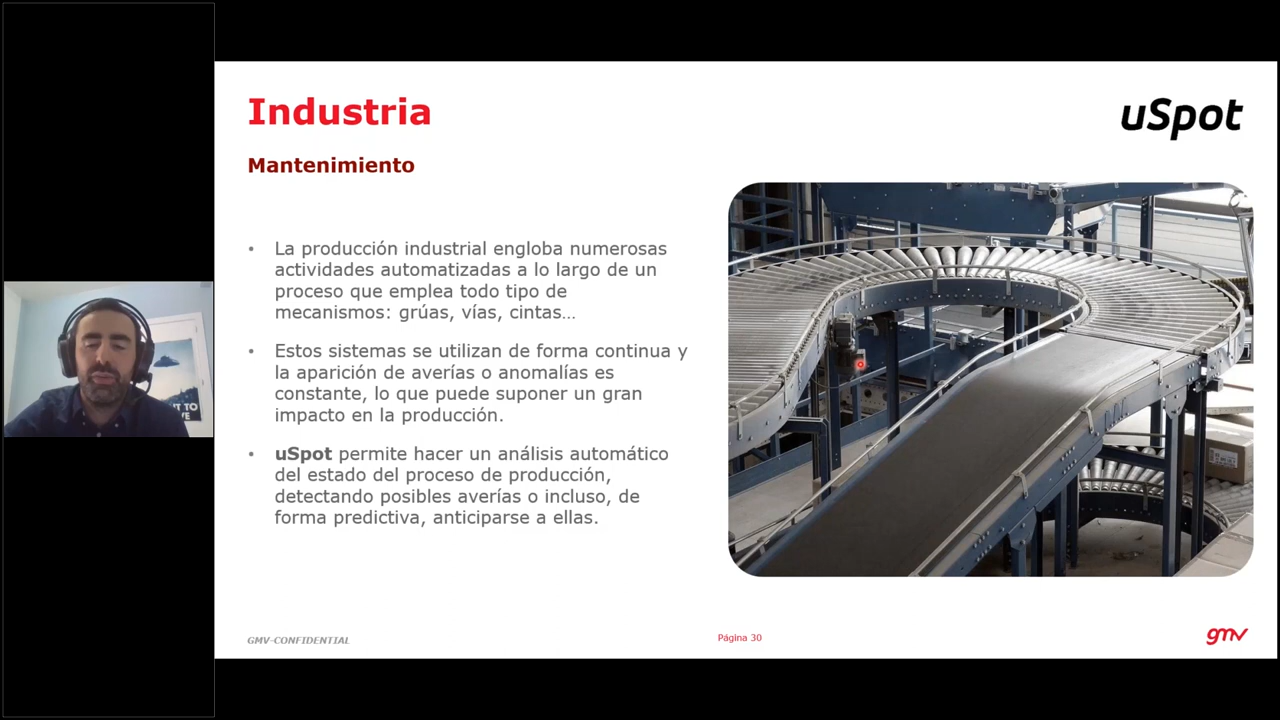 Industria
uSpot
Mantenimiento
• La producción industrial engloba numerosas
actividades automatizadas a lo largo de un
proceso que emplea todo tipo de
mecanismos: grúas, vías, cintas…
• Estos sistemas se utilizan de forma continua y
la aparición de averías o anomalías es
constante, lo que puede suponer un gran
impacto en la producción.
• uSpot permite hacer un análisis automático
del estado del proceso de producción,
detectando posibles averías o incluso, de
forma predictiva, anticiparse a ellas.
GMV-CONFIDENTIAL
Página 30
gmv